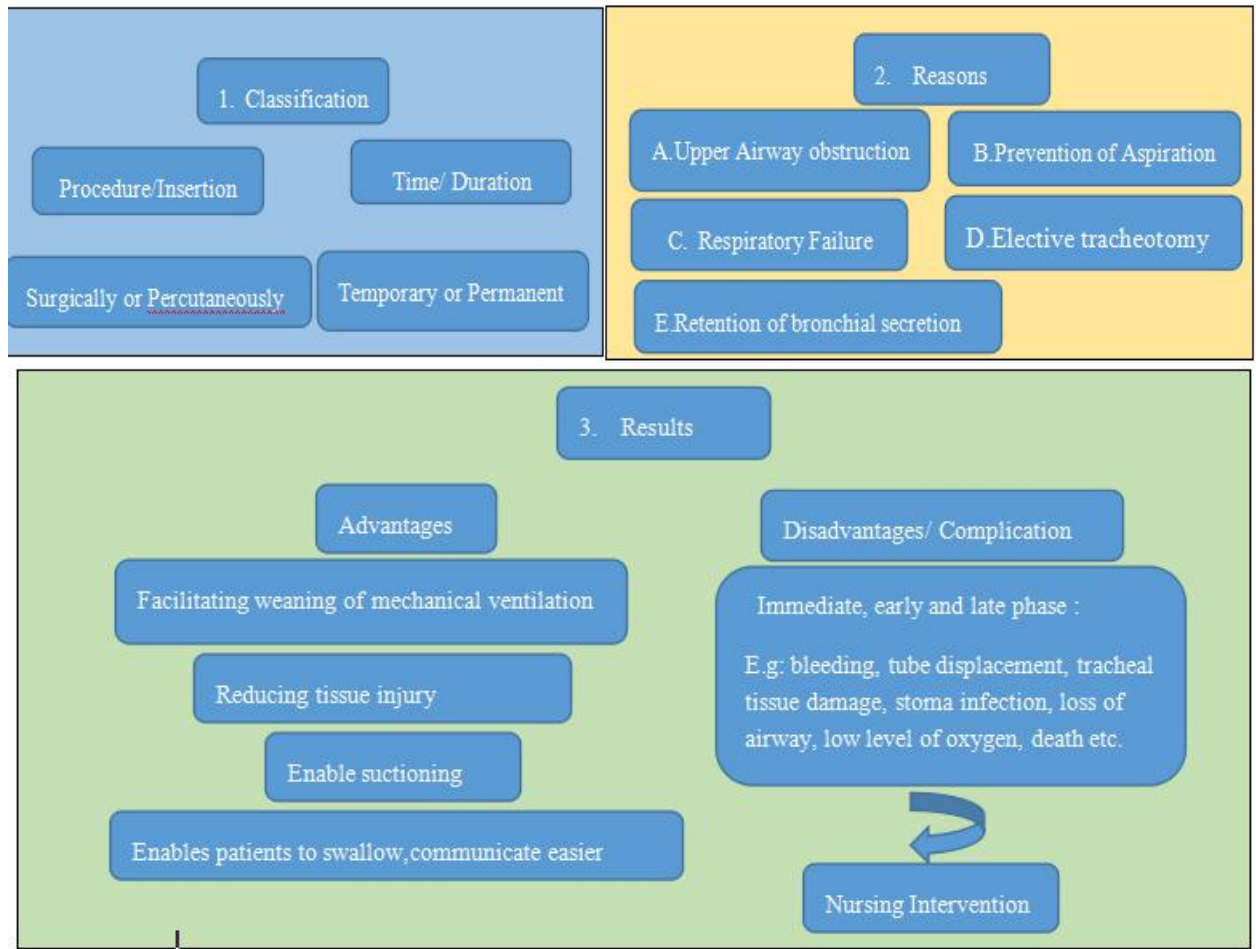 1. Classification
Procedure/Insertion
Time/ Duration
Surgically or Percutaneously
Temporary or Permanent
2. Reasons
A.Upper Airway obstruction
B.Prevention of Aspiration
C. Respiratory Failure
D.Elective tracheotomy
E.Retention of bronchial secretion
3. Results
Advantages
Facilitating weaning of mechanical ventilation
Reducing tissue injury
Enable suctioning
Enables patients to swallow,communicate easier
Disadvantages/ Complication
Immediate, early and late phase :
E.g: bleeding, tube displacement, tracheal
tissue damage, stoma infection, loss of
airway, low level of oxygen, death etc.
Nursing Intervention